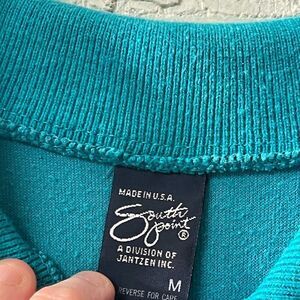 MADE IN U.S.A.
South
point®
A DIVISION OF
JANTZEN INC.
M
REVERSE FOR CARE